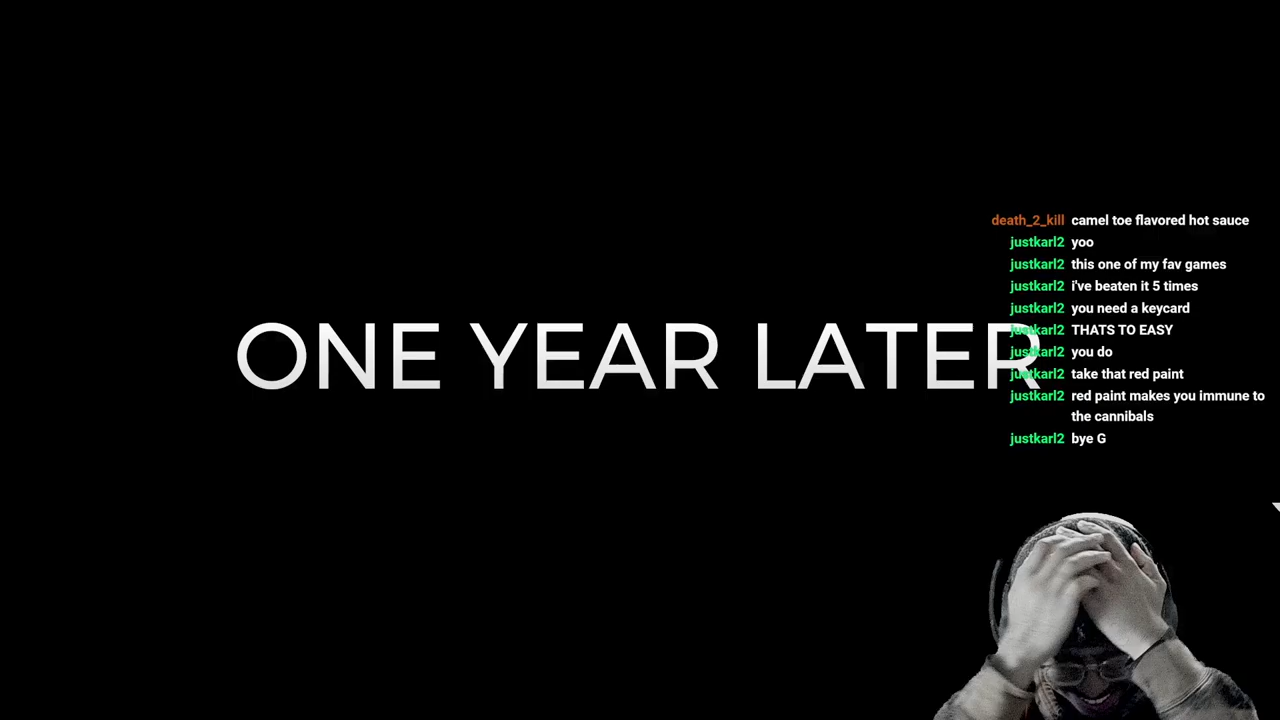 death_2_kill camel toe flavored hot sauce
justkarl2 yoo
justkarl2 this one of my fav games
justkarl2 i've beaten it 5 times
justkarl2 you need a keycard
justkarl2 THATS TO EASY
ONE YEAR LATER
justkarl2 you do
justkarl2 take that red paint
justkarl2 red paint makes you immune to
the cannibals
justkarl2 bye G